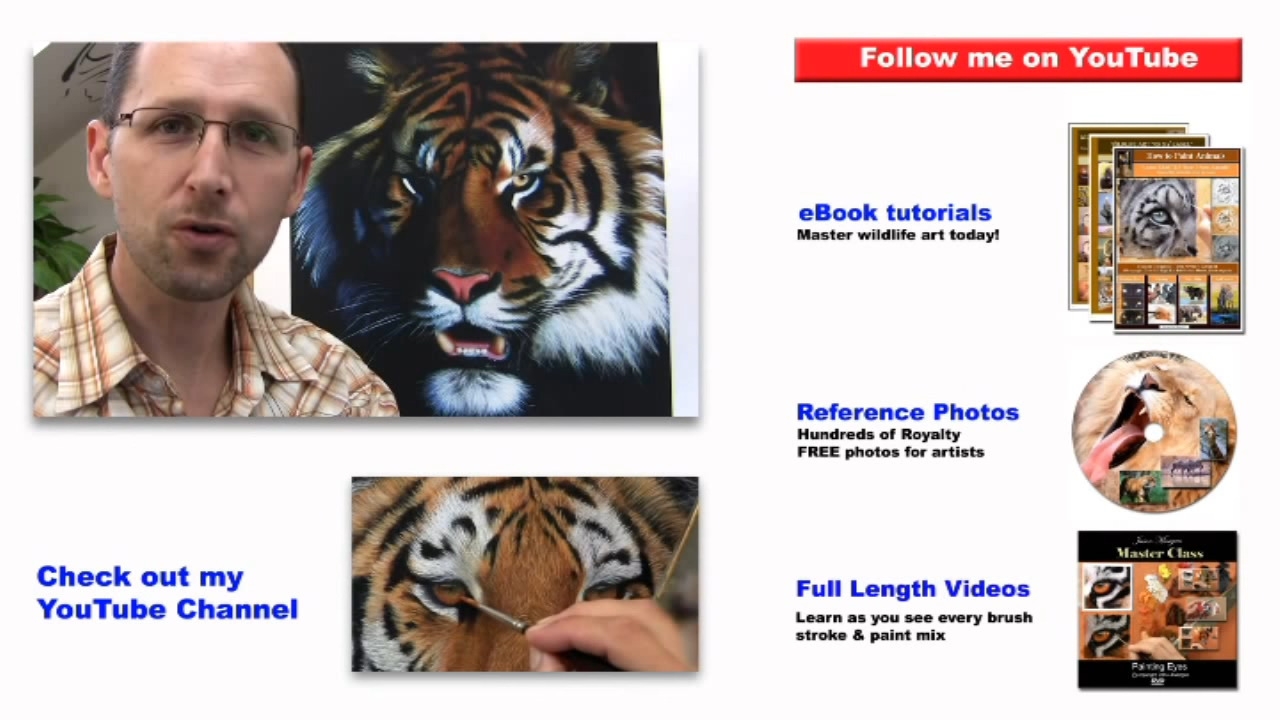 Follow me on YouTube
How to Paint Animals
eBook tutorials
Master wildlife art today!
Reference Photos
Hundreds of Royalty
FREE photos for artists
Master Class
Check out my
YouTube Channel
Full Length Videos
Learn as you see every brush
stroke & paint mix
Painting Eyes
DVD